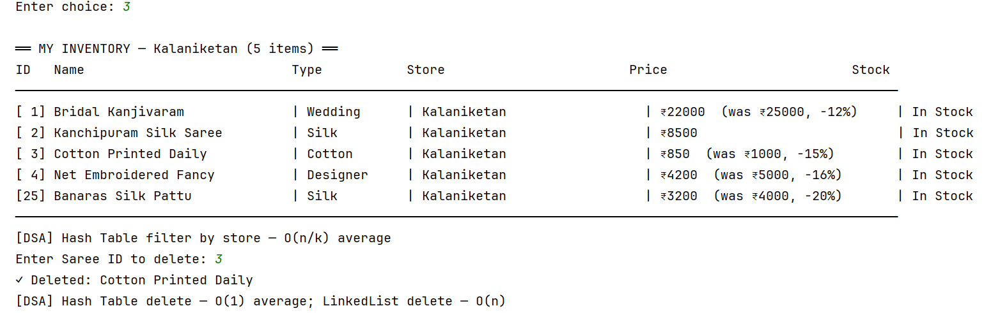 Enter choice: 3
══ MY INVENTORY — Kalaniketan (5 items) ══
ID   Name                           Type           Store                        Price                        Stock
[ 1] Bridal Kanjivaram              | Wedding      | Kalaniketan                  | ₹22000  (was ₹25000, -12%)     | In Stock
[ 2] Kanchipuram Silk Saree         | Silk         | Kalaniketan                  | ₹8500                          | In Stock
[ 3] Cotton Printed Daily           | Cotton       | Kalaniketan                  | ₹850  (was ₹1000, -15%)        | In Stock
[ 4] Net Embroidered Fancy          | Designer     | Kalaniketan                  | ₹4200  (was ₹5000, -16%)       | In Stock
[25] Banaras Silk Pattu             | Silk         | Kalaniketan                  | ₹3200  (was ₹4000, -20%)       | In Stock
[DSA] Hash Table filter by store — O(n/k) average
Enter Saree ID to delete: 3
✓ Deleted: Cotton Printed Daily
[DSA] Hash Table delete — O(1) average; LinkedList delete — O(n)